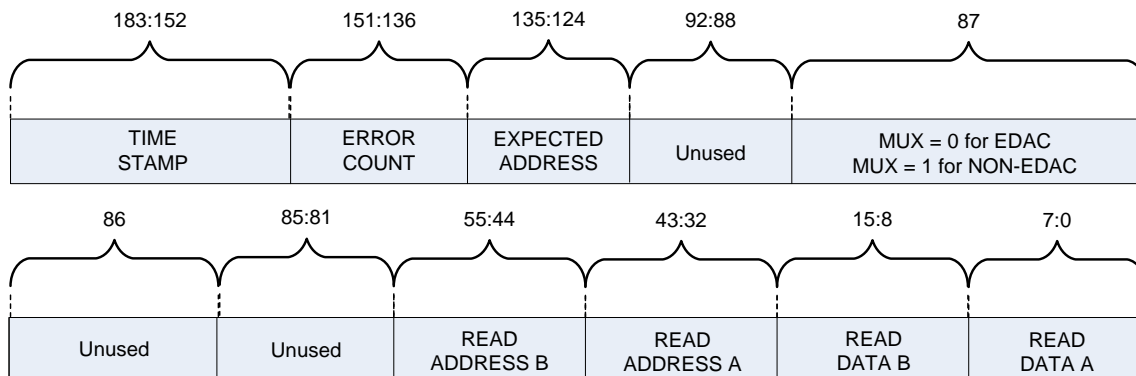 183:152 151:136 135:124 92:88 87
TIME ERROR EXPECTED Unused MUX = 0 for EDAC
STAMP COUNT ADDRESS MUX = 1 for NON-EDAC
86 85:81 55:44 43:32 15:8 7:0
Unused Unused READ READ READ READ
ADDRESS B ADDRESS A DATA B DATA A